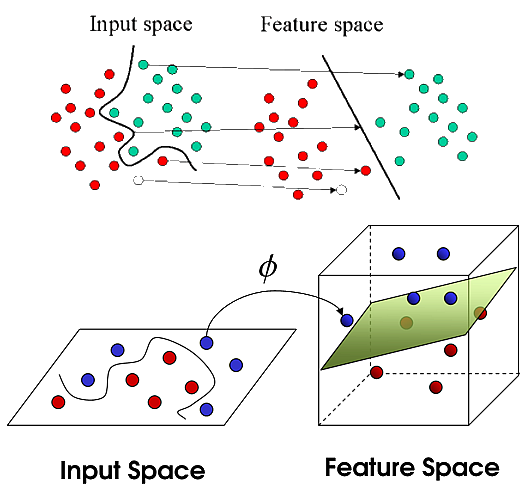 Input space
Feature space
ϕ
Input Space
Feature Space